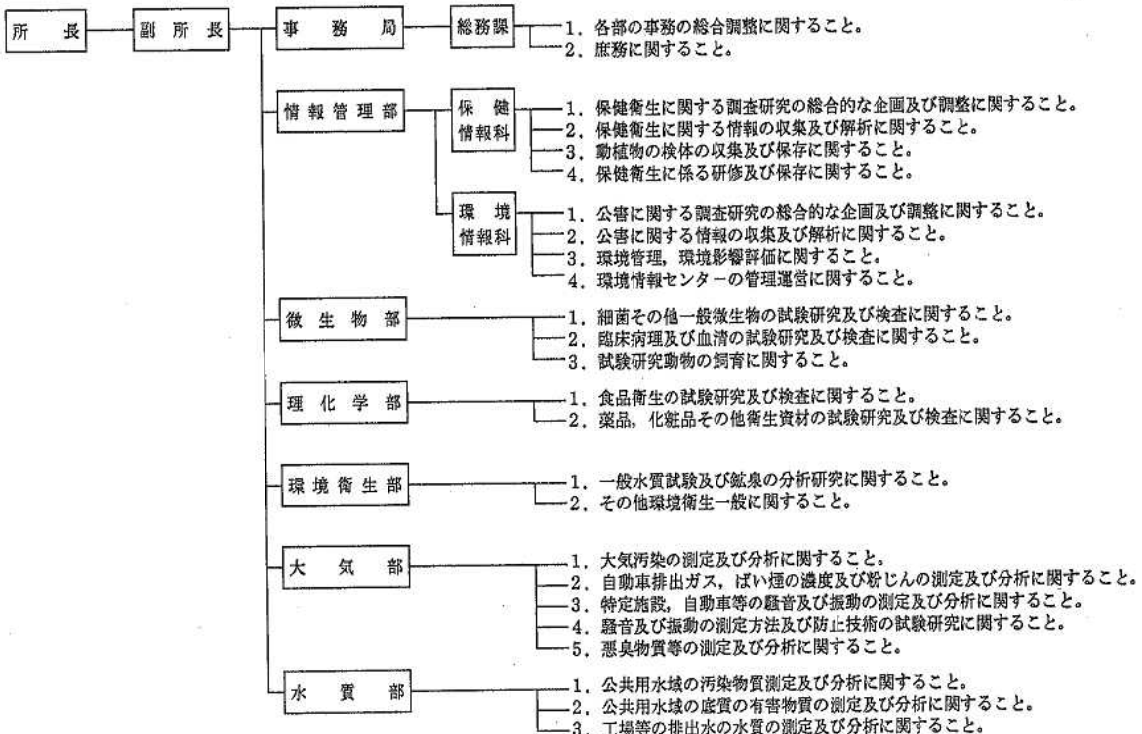 所長
副所長
事務局
総務課
1．各部の事務の総合調整に関すること。
2．庶務に関すること。
情報管理部
保健
情報科
1．保健衛生に関する調査研究の総合的な企画及び調整に関すること。
2．保健衛生に関する情報の収集及び解析に関すること。
3．動植物の検体の収集及び保存に関すること。
4．保健衛生に係る研修及び保存に関すること。
環境
情報科
1．公害に関する調査研究の総合的な企画及び調整に関すること。
2．公害に関する情報の収集及び解析に関すること。
3．環境管理，環境影響評価に関すること。
4．環境情報センターの管理運営に関すること。
微生物部
1．細菌その他一般微生物の試験研究及び検査に関すること。
2．臨床病理及び血清の試験研究及び検査に関すること。
3．試験研究動物の飼育に関すること。
理化学部
1．食品衛生の試験研究及び検査に関すること。
2．薬品，化粧品その他衛生資材の試験研究及び検査に関すること。
環境衛生部
1．一般水質試験及び鉱泉の分析研究に関すること。
2．その他環境衛生一般に関すること。
大気部
1．大気汚染の測定及び分析に関すること。
2．自動車排出ガス，ばい煙の濃度及び粉じんの測定及び分析に関すること。
3．特定施設，自動車等の騒音及び振動の測定及び分析に関すること。
4．騒音及び振動の測定方法及び防止技術の試験研究に関すること。
5．悪臭物質等の測定及び分析に関すること。
水質部
1．公共用水域の汚染物質測定及び分析に関すること。
2．公共用水域の底質の有害物質の測定及び分析に関すること。
3．工場等の排出水の水質の測定及び分析に関すること。